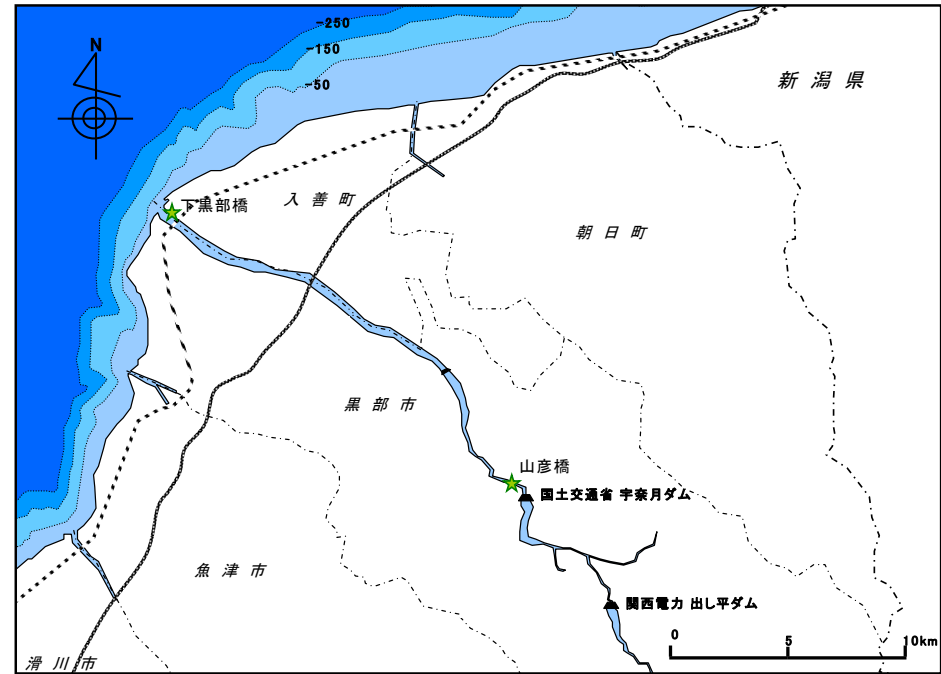 -250
-150
-50
N
新潟県
下黒部橋
入善町
朝日町
黒部市
山彦橋
国土交通省 宇奈月ダム
魚津市
関西電力 出し平ダム
0 5 10km
滑川市